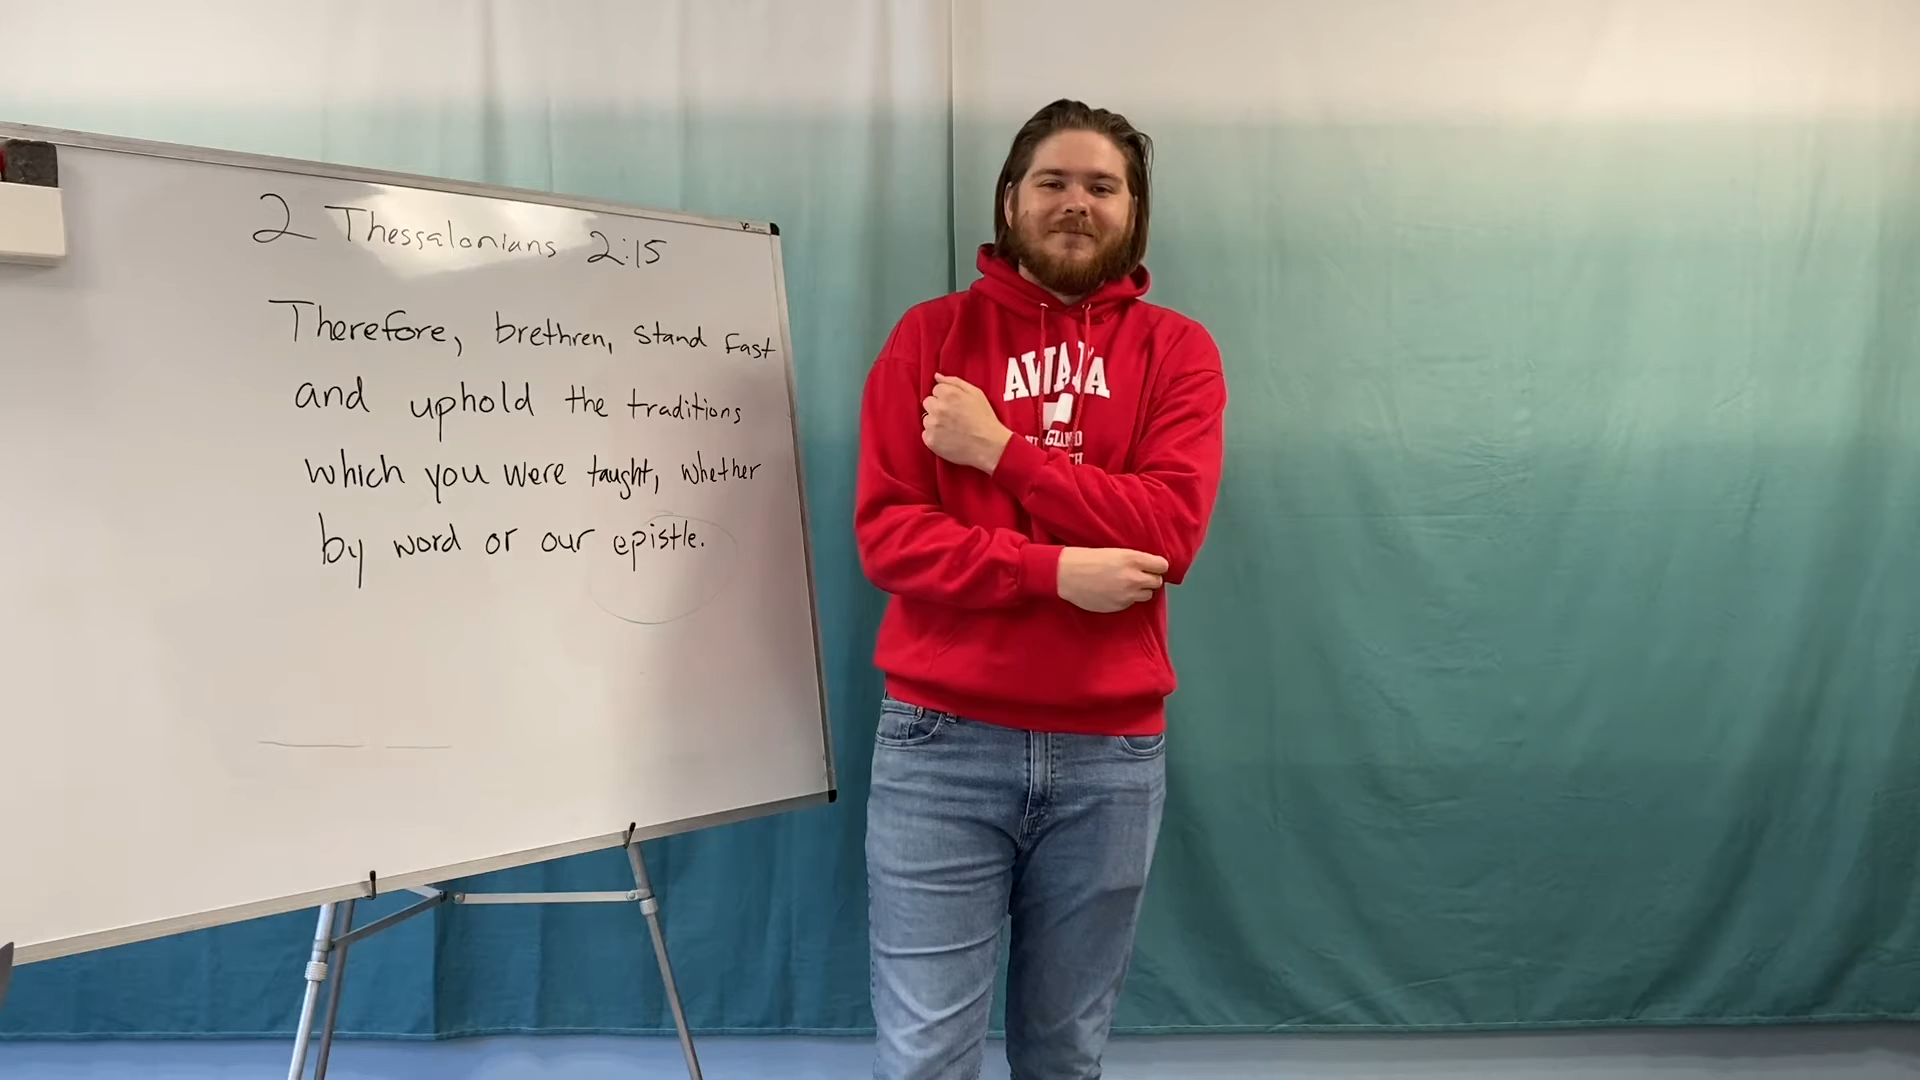 2 Thessalonians 2:15
Therefore, brethren, stand fast
and uphold the traditions
which you were taught, whether
by word or our epistle.